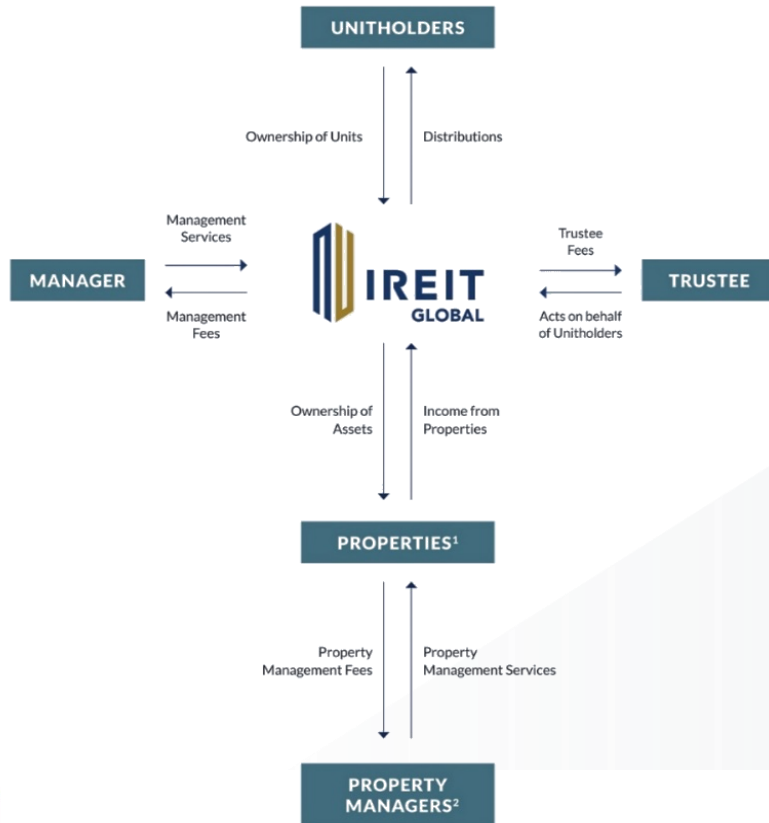 UNITHOLDERS
Ownership of Units
Distributions
Management
Services
MANAGER
Management
Fees
IREIT
GLOBAL
Trustee
Fees
TRUSTEE
Acts on behalf
of Unitholders
Ownership of
Assets
Income from
Properties
PROPERTIES¹
Property
Management Fees
Property
Management Services
PROPERTY
MANAGERS²